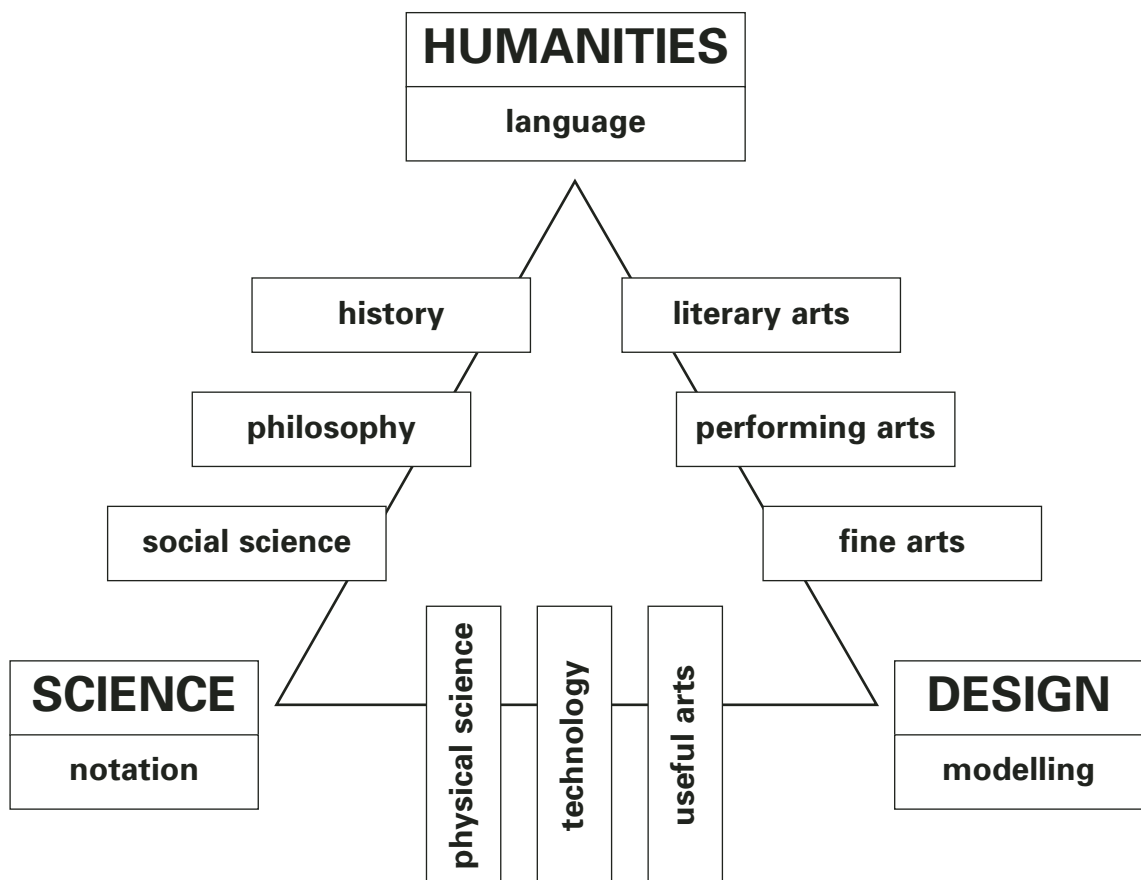 HUMANITIES
language
history
literary arts
philosophy
performing arts
social science
fine arts
SCIENCE
notation
physical science
technology
useful arts
DESIGN
modelling